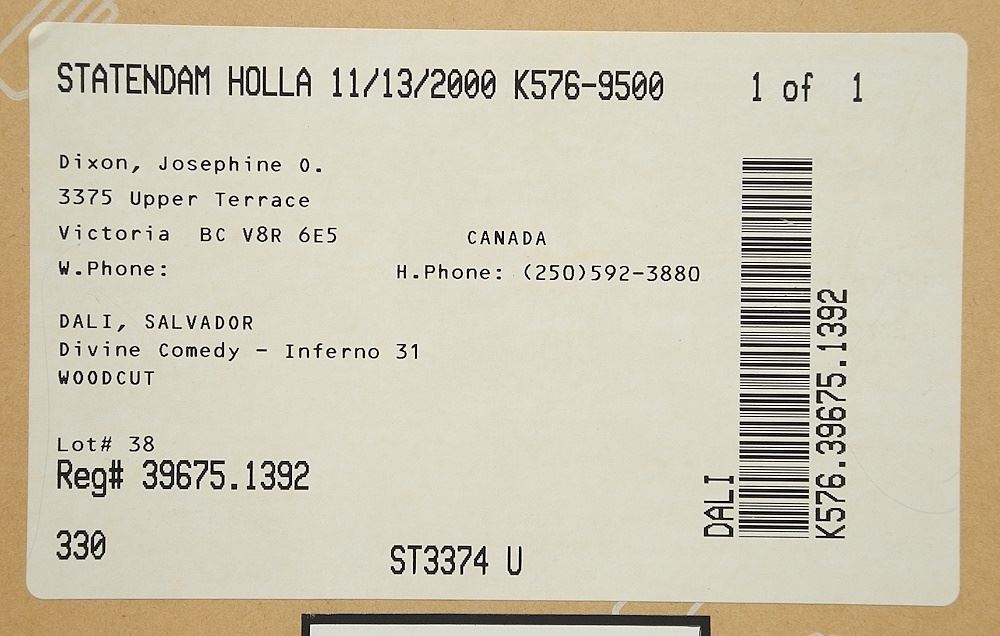 STATENDAM HOLLA 11/13/2000 K576-9500 1 of 1
Dixon, Josephine O.
3375 Upper Terrace
Victoria BC V8R 6E5 CANADA
W.Phone: H.Phone: (250)592-3880
DALI, SALVADOR
Divine Comedy - Inferno 31
WOODCUT
Lot# 38
Reg# 39675.1392
330
ST3374 U
DALI
K576.39675.1392